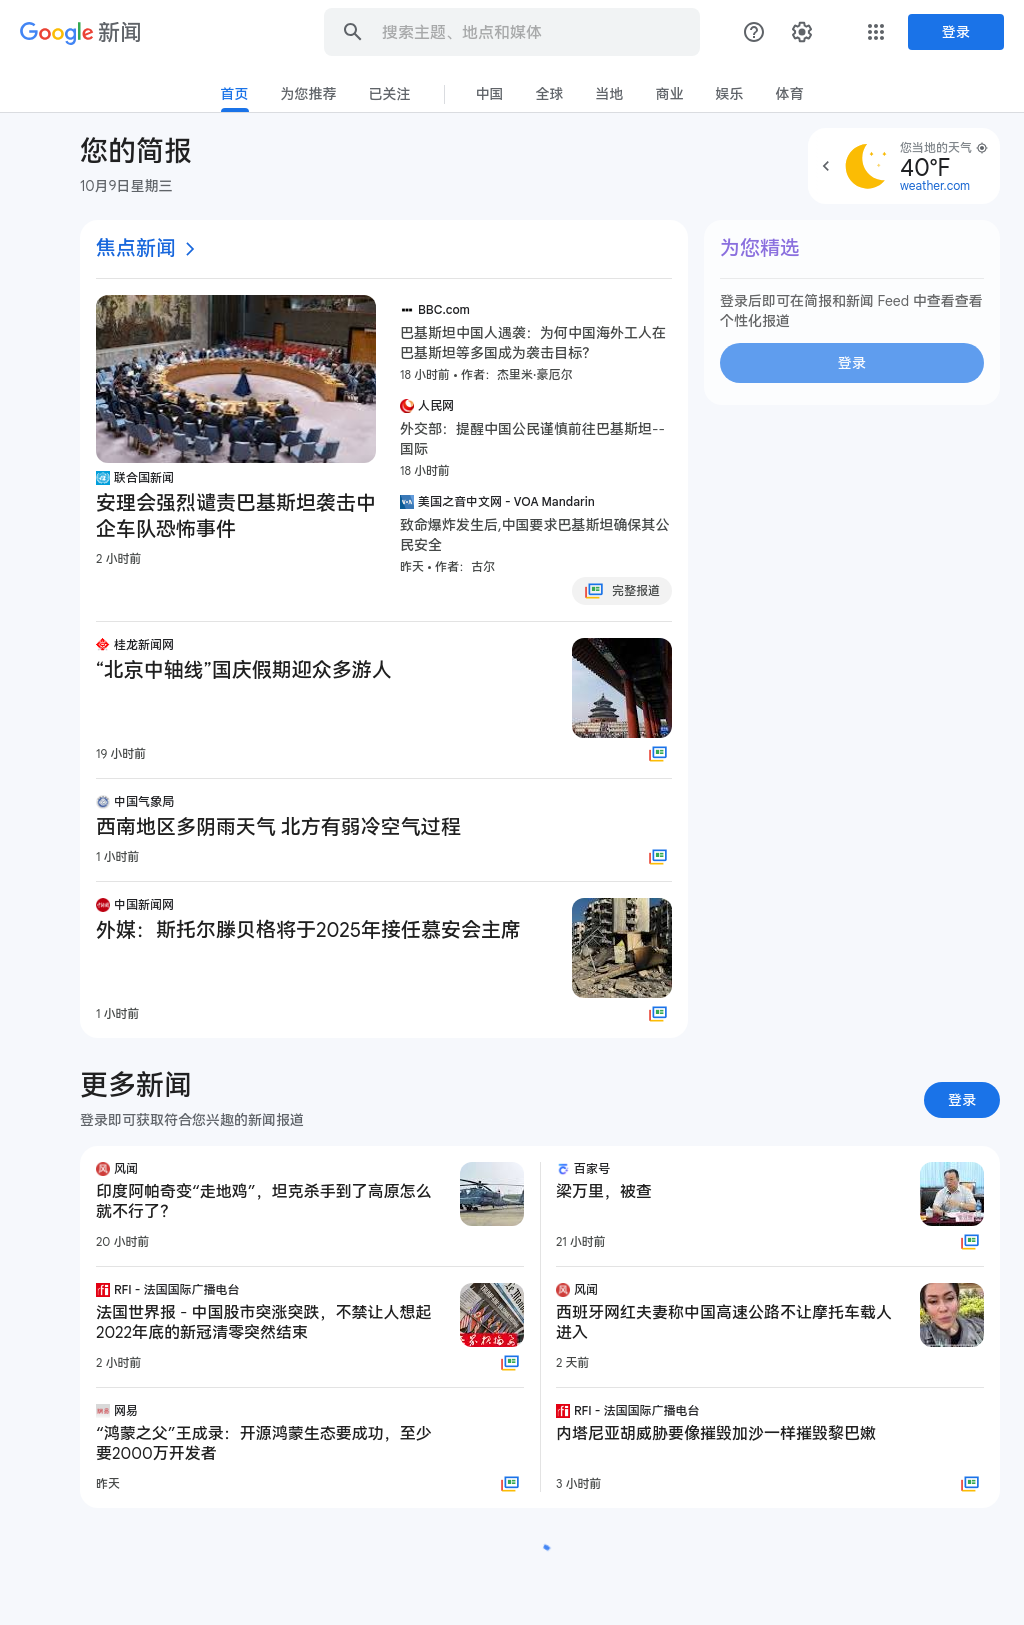 Google 新闻
搜索主题、地点和媒体
登录
首页
为您推荐
已关注
中国
全球
当地
商业
娱乐
体育
您的简报
10月9日星期三
您当地的天气
40°F
weather.com
焦点新闻
联合国新闻
安理会强烈谴责巴基斯坦袭击中
企车队恐怖事件
2 小时前
BBC.com
巴基斯坦中国人遇袭：为何中国海外工人在
巴基斯坦等多国成为袭击目标？
18 小时前 • 作者：杰里米·豪厄尔
人民网
外交部：提醒中国公民谨慎前往巴基斯坦--
国际
18 小时前
美国之音中文网 - VOA Mandarin
致命爆炸发生后,中国要求巴基斯坦确保其公
民安全
昨天 • 作者：古尔
完整报道
桂龙新闻网
“北京中轴线”国庆假期迎众多游人
19 小时前
中国气象局
西南地区多阴雨天气 北方有弱冷空气过程
1 小时前
中国新闻网
外媒：斯托尔滕贝格将于2025年接任慕安会主席
1 小时前
为您精选
登录后即可在简报和新闻 Feed 中查看查看
个性化报道
登录
更多新闻
登录即可获取符合您兴趣的新闻报道
登录
风闻
印度阿帕奇变“走地鸡”，坦克杀手到了高原怎么
就不行了？
20 小时前
RFI - 法国国际广播电台
法国世界报 - 中国股市突涨突跌，不禁让人想起
2022年底的新冠清零突然结束
2 小时前
网易
“鸿蒙之父”王成录：开源鸿蒙生态要成功，至少
要2000万开发者
昨天
百家号
梁万里，被查
21 小时前
风闻
西班牙网红夫妻称中国高速公路不让摩托车载人
进入
2 天前
RFI - 法国国际广播电台
内塔尼亚胡威胁要像摧毁加沙一样摧毁黎巴嫩
3 小时前